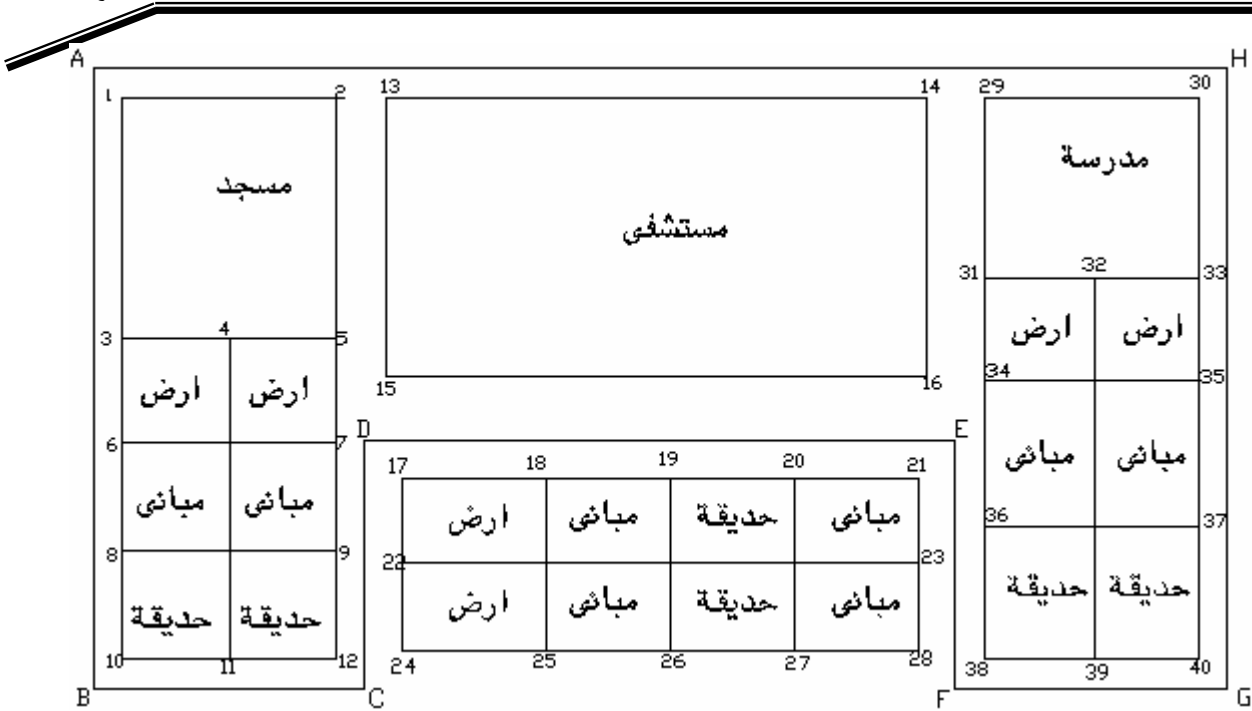 A H
1 2 13 14 29 30
مدرسة
مسجد
مستشفى
31 32 33
3 4 5
ارض ارض
15 16
34 35
ارض ارض
6 7 D E
17 18 19 20 21
مبانى مبانى
ارض مبانى حديقة مبانى
مبانى مبانى
36 37
8 9 22 23
حديقة حديقة
ارض مبانى حديقة مبانى
حديقة حديقة
10 11 12 24 25 26 27 28 38 39 40
B C F G